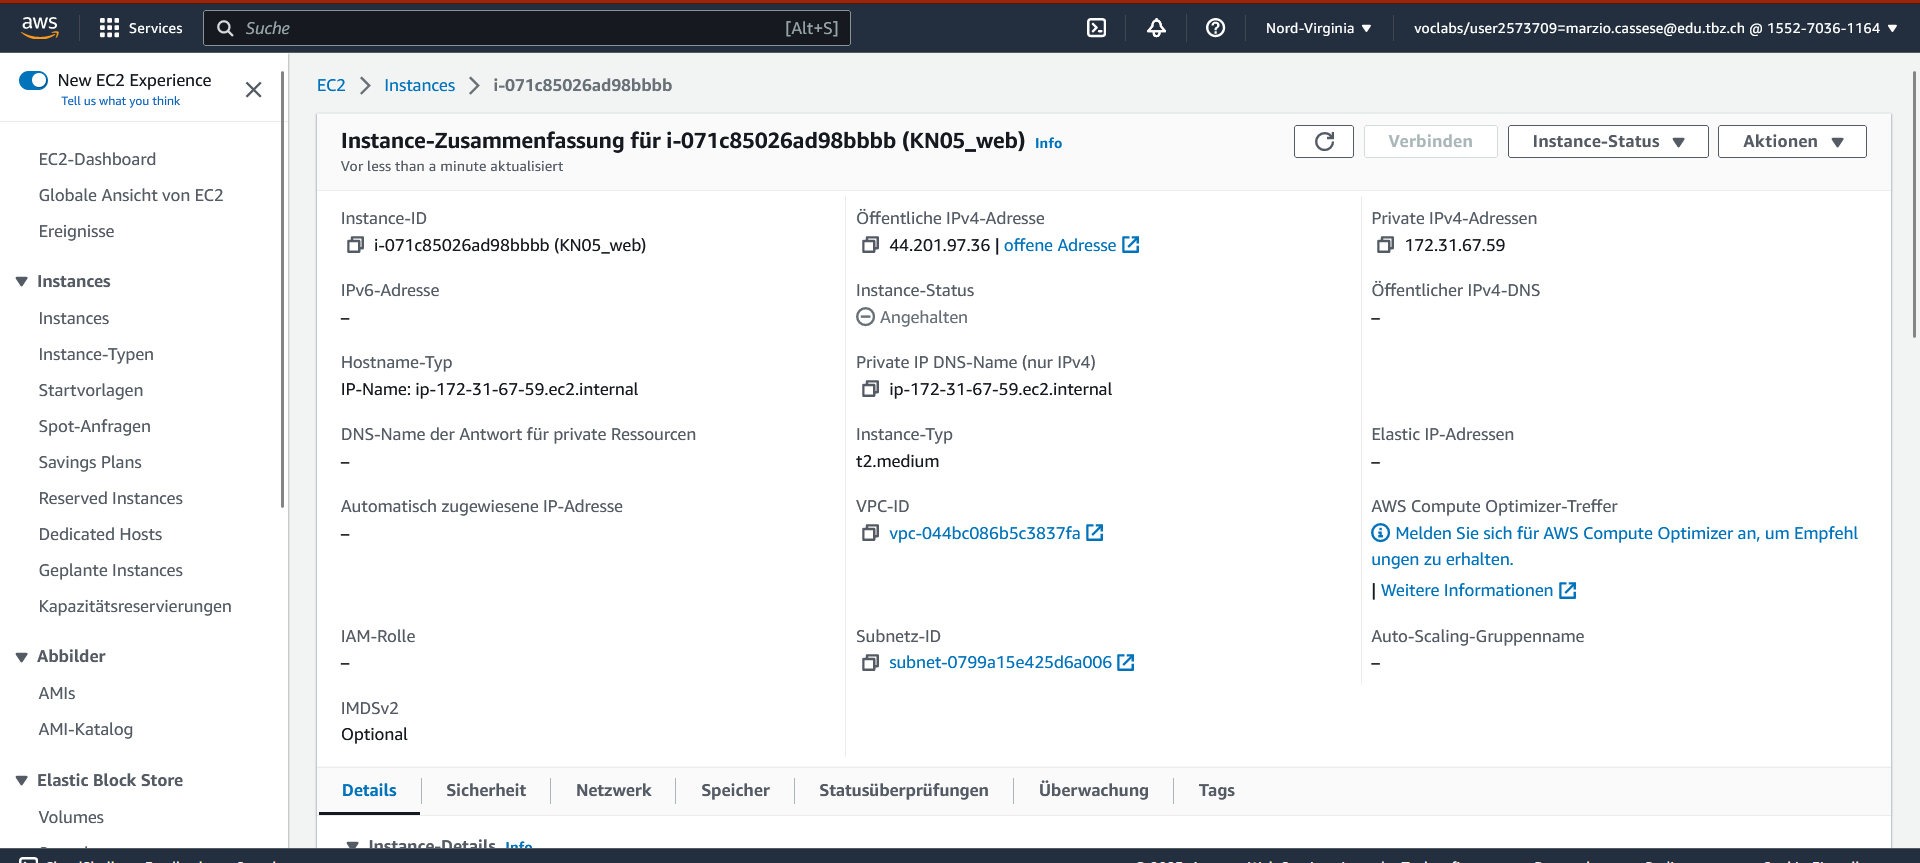 aws
Services
Suche
[Alt+S]
Nord-Virginia
voclabs/user2573709=marzio.cassese@edu.tbz.ch @ 1552-7036-1164
New EC2 Experience
Tell us what you think
EC2-Dashboard
Globale Ansicht von EC2
Ereignisse
Instances
Instances
Instance-Typen
Startvorlagen
Spot-Anfragen
Savings Plans
Reserved Instances
Dedicated Hosts
Geplante Instances
Kapazitätsreservierungen
Abbilder
AMIs
AMI-Katalog
Elastic Block Store
Volumes
EC2 > Instances > i-071c85026ad98bbbb
Instance-Zusammenfassung für i-071c85026ad98bbbb (KN05_web) Info
Vor less than a minute aktualisiert
Verbinden
Instance-Status
Aktionen
Instance-ID
i-071c85026ad98bbbb (KN05_web)
Öffentliche IPv4-Adresse
44.201.97.36 | offene Adresse
Private IPv4-Adressen
172.31.67.59
IPv6-Adresse
–
Instance-Status
Angehalten
Öffentlicher IPv4-DNS
–
Hostname-Typ
IP-Name: ip-172-31-67-59.ec2.internal
Private IP DNS-Name (nur IPv4)
ip-172-31-67-59.ec2.internal
DNS-Name der Antwort für private Ressourcen
–
Instance-Typ
t2.medium
Elastic IP-Adressen
–
Automatisch zugewiesene IP-Adresse
–
VPC-ID
vpc-044bc086b5c3837fa
AWS Compute Optimizer-Treffer
Melden Sie sich für AWS Compute Optimizer an, um Empfehl
ungen zu erhalten.
| Weitere Informationen
IAM-Rolle
–
Subnetz-ID
subnet-0799a15e425d6a006
Auto-Scaling-Gruppenname
–
IMDSv2
Optional
Details
Sicherheit
Netzwerk
Speicher
Statusüberprüfungen
Überwachung
Tags
Instance-Details Info